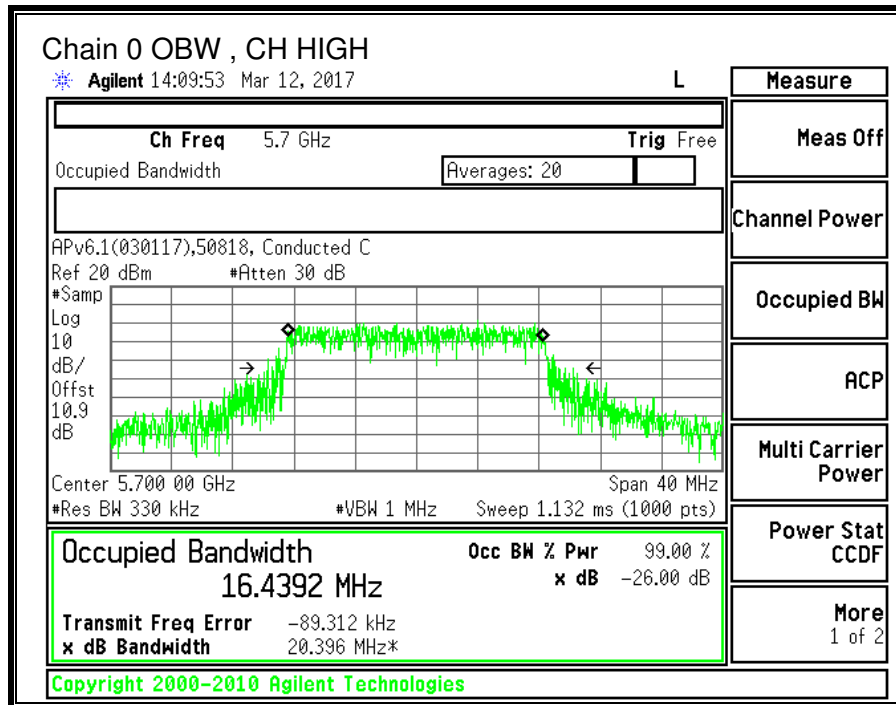 Chain 0 OBW , CH HIGH
Agilent 14:09:53 Mar 12, 2017 L Measure
Ch Freq 5.7 GHz Trig Free Meas Off
Occupied Bandwidth Averages: 20
Channel Power
APv6.1(030117),50818, Conducted C
Ref 20 dBm #Atten 30 dB
#Samp Occupied BW
Log
10
dB/ ACP
Offst
10.9
dB
Multi Carrier
Power
Center 5.700 00 GHz Span 40 MHz
#Res BW 330 kHz #VBW 1 MHz Sweep 1.132 ms (1000 pts)
Power Stat
CCDF
Occupied Bandwidth Occ BW % Pwr 99.00 %
16.4392 MHz x dB -26.00 dB
Transmit Freq Error -89.312 kHz
x dB Bandwidth 20.396 MHz*
More
1 of 2
Copyright 2000-2010 Agilent Technologies